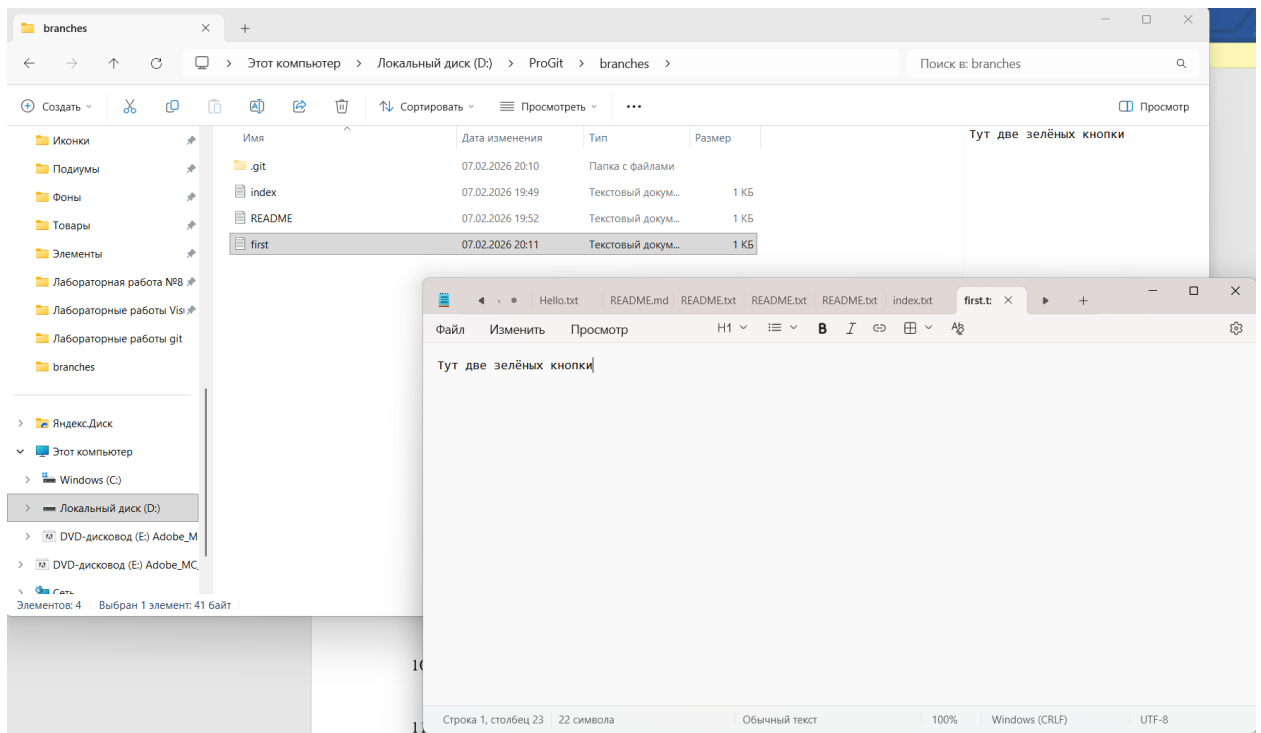 branches
Этот компьютер > Локальный диск (D:) > ProGit > branches >
Поиск в: branches
Создать
Сортировать
Просмотреть
Просмотр
Иконки
Подиумы
Фоны
Товары
Элементы
Лабораторная работа №8
Лабораторные работы Vis
Лабораторные работы git
branches
Яндекс.Диск
Этот компьютер
Windows (C:)
Локальный диск (D:)
DVD-дисковод (E:) Adobe_M
DVD-дисковод (E:) Adobe_MC_
Сеть
Имя Дата изменения Тип Размер
.git 07.02.2026 20:10 Папка с файлами
index 07.02.2026 19:49 Текстовый докум... 1 КБ
README 07.02.2026 19:52 Текстовый докум... 1 КБ
first 07.02.2026 20:11 Текстовый докум... 1 КБ
Тут две зелёных кнопки
Элементов: 4 Выбран 1 элемент: 41 байт
Hello.txt README.md README.txt README.txt README.txt index.txt first.t:
Файл Изменить Просмотр H1 B I
Тут две зелёных кнопки
Строка 1, столбец 23 22 символа Обычный текст 100% Windows (CRLF) UTF-8